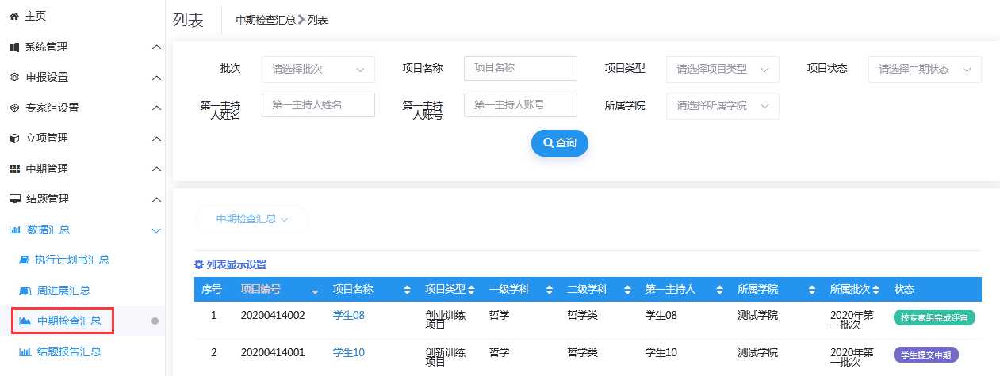 主页
系统管理
申报设置
专家组设置
立项管理
中期管理
结题管理
数据汇总
执行计划书汇总
周进展汇总
中期检查汇总
结题报告汇总
列表
中期检查汇总 列表
批次 请选择批次 项目名称 项目名称 项目类型 请选择项目类型 项目状态 请选择中期状态
第一主持人姓名 第一主持人姓名 第一主持人账号 第一主持人账号 所属学院 请选择所属学院
查询
中期检查汇总
列表显示设置
序号 项目编号 项目名称 项目类型 一级学科 二级学科 第一主持人 所属学院 所属批次 状态
1 20200414002 学生08 创业训练项目 哲学 哲学类 学生08 测试学院 2020年第一批次 校专家组完成评审
2 20200414001 学生10 创新训练项目 哲学 哲学类 学生10 测试学院 2020年第一批次 学生提交中期